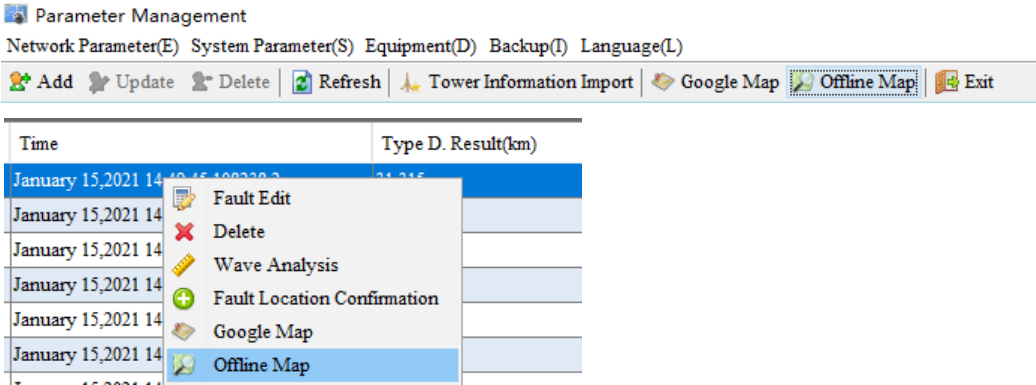 Parameter Management
Network Parameter(E) System Parameter(S) Equipment(D) Backup(I) Language(L)
Add Update Delete Refresh Tower Information Import Google Map Offline Map Exit
Time Type D. Result(km)
January 15,2021 14
Fault Edit
January 15,2021 14
Delete
January 15,2021 14
Wave Analysis
January 15,2021 14
Fault Location Confirmation
January 15,2021 14
Google Map
January 15,2021 14
Offline Map